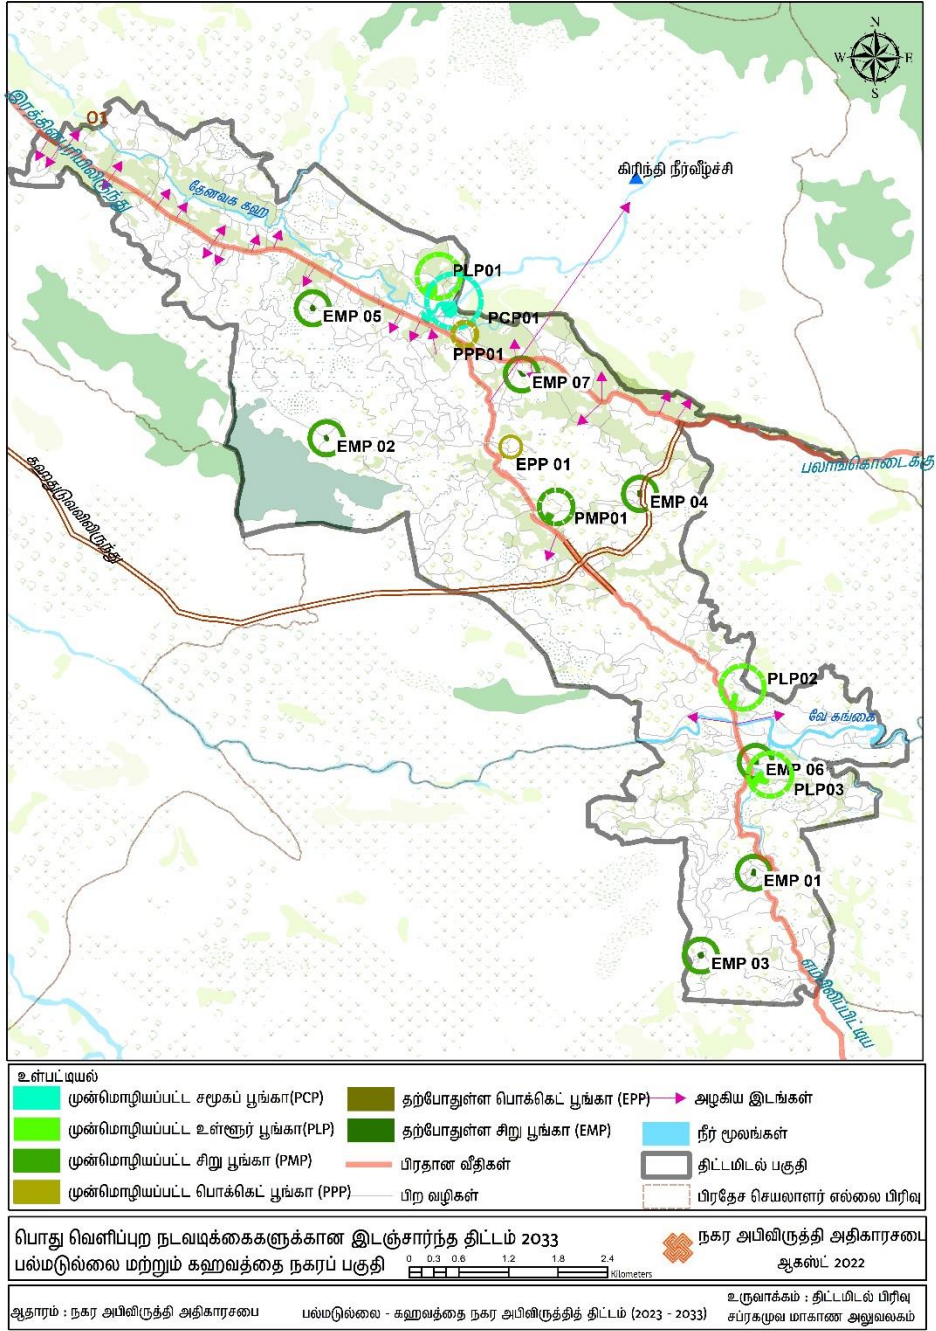 N
W E
S
01
இரத்தினபுரியிலிருந்து
தேனவக கஹ
கிரிந்தி நீர்வீழ்ச்சி
PLP01
EMP 05
PCP01
PPP01
EMP 07
EMP 02
EPP 01
பலாங்கொடைக்கு
கஹதுடுவவிலிருந்து
EMP 04
PMP01
PLP02
வே கங்கை
EMP 06
PLP03
EMP 01
EMP 03
எம்பிலிப்பிட்டிய
உள்பட்டியல்
முன்மொழியப்பட்ட சமூகப் பூங்கா(PCP)
முன்மொழியப்பட்ட உள்ளூர் பூங்கா(PLP)
முன்மொழியப்பட்ட சிறு பூங்கா (PMP)
முன்மொழியப்பட்ட பொக்கெட் பூங்கா (PPP)
தற்போதுள்ள பொக்கெட் பூங்கா (EPP)
தற்போதுள்ள சிறு பூங்கா (EMP)
பிரதான வீதிகள்
பிற வழிகள்
அழகிய இடங்கள்
நீர் மூலங்கள்
திட்டமிடல் பகுதி
பிரதேச செயலாளர் எல்லை பிரிவு
பொது வெளிப்புற நடவடிக்கைகளுக்கான இடஞ்சார்ந்த திட்டம் 2033
பல்மடுல்லை மற்றும் கஹவத்தை நகரப் பகுதி
0 0.3 0.6 1.2 1.8 2.4
Kilometers
நகர அபிவிருத்தி அதிகாரசபை
ஆகஸ்ட் 2022
ஆதாரம் : நகர அபிவிருத்தி அதிகாரசபை
பல்மடுல்லை - கஹவத்தை நகர அபிவிருத்தித் திட்டம் (2023 - 2033)
உருவாக்கம் : திட்டமிடல் பிரிவு
சப்ரகமுவ மாகாண அலுவலகம்